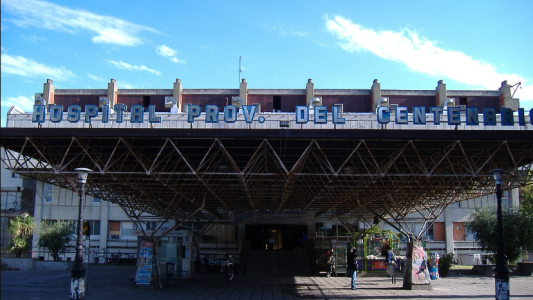 HOSPITAL PROV. DEL CENTENARIO